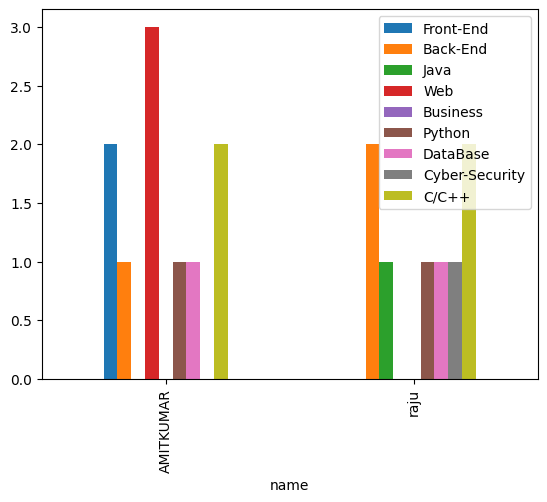 3.0
2.5
2.0
1.5
1.0
0.5
0.0
Front-End
Back-End
Java
Web
Business
Python
DataBase
Cyber-Security
C/C++
AMITKUMAR
raju
name